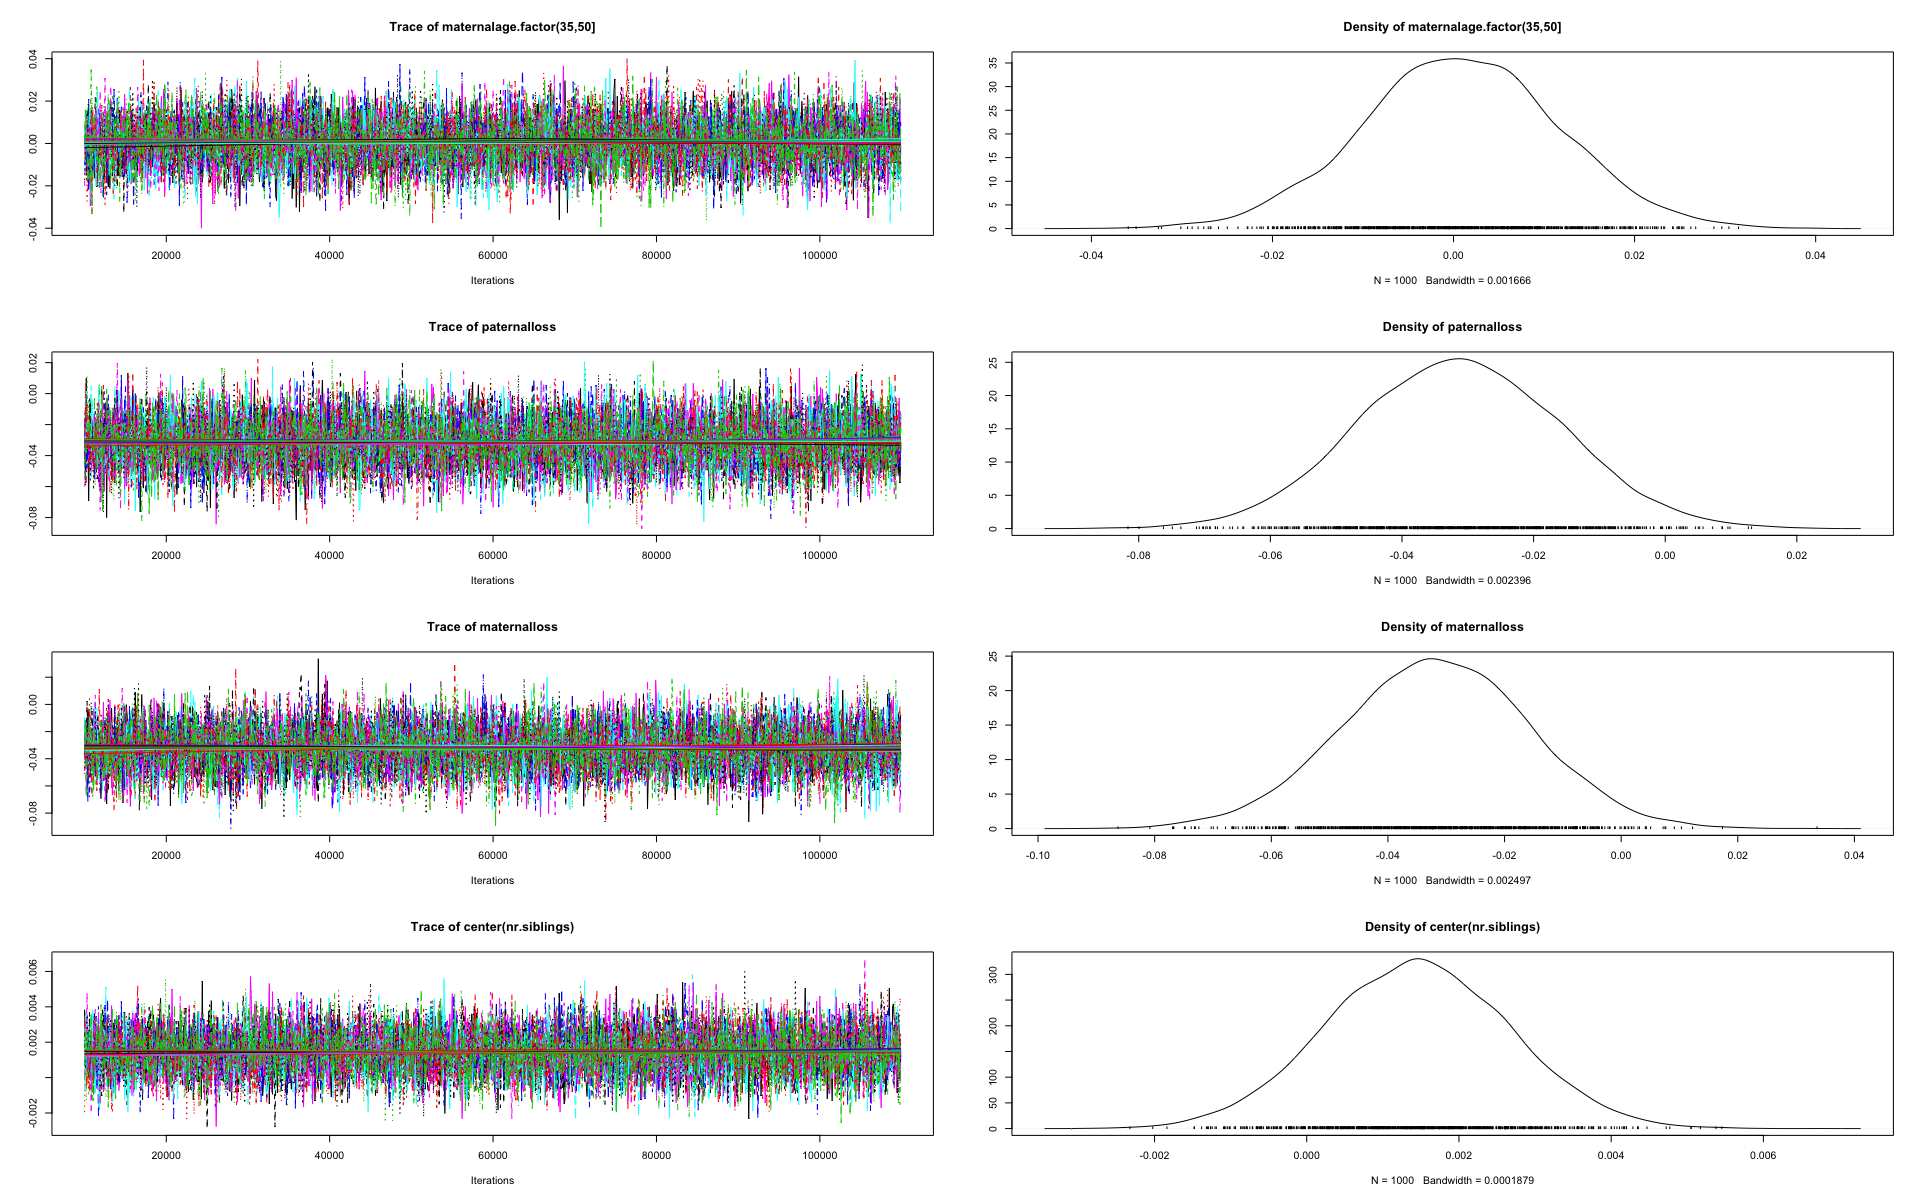 Trace of maternalage.factor(35,50]
0.04
0.02
0.00
-0.02
-0.04
20000 40000 60000 80000 100000
Iterations
Density of maternalage.factor(35,50]
35
30
25
20
15
10
5
0
-0.04 -0.02 0.00 0.02 0.04
N = 1000 Bandwidth = 0.001666
Trace of paternalloss
0.02
0.00
-0.04
-0.08
20000 40000 60000 80000 100000
Iterations
Density of paternalloss
25
20
15
10
5
0
-0.08 -0.06 -0.04 -0.02 0.00 0.02
N = 1000 Bandwidth = 0.002396
Trace of maternalloss
0.00
-0.04
-0.08
20000 40000 60000 80000 100000
Iterations
Density of maternalloss
25
20
15
10
5
0
-0.10 -0.08 -0.06 -0.04 -0.02 0.00 0.02 0.04
N = 1000 Bandwidth = 0.002497
Trace of center(nr.siblings)
0.006
0.004
0.002
-0.002
20000 40000 60000 80000 100000
Iterations
Density of center(nr.siblings)
300
200
100
50
0
-0.002 0.000 0.002 0.004 0.006
N = 1000 Bandwidth = 0.0001879